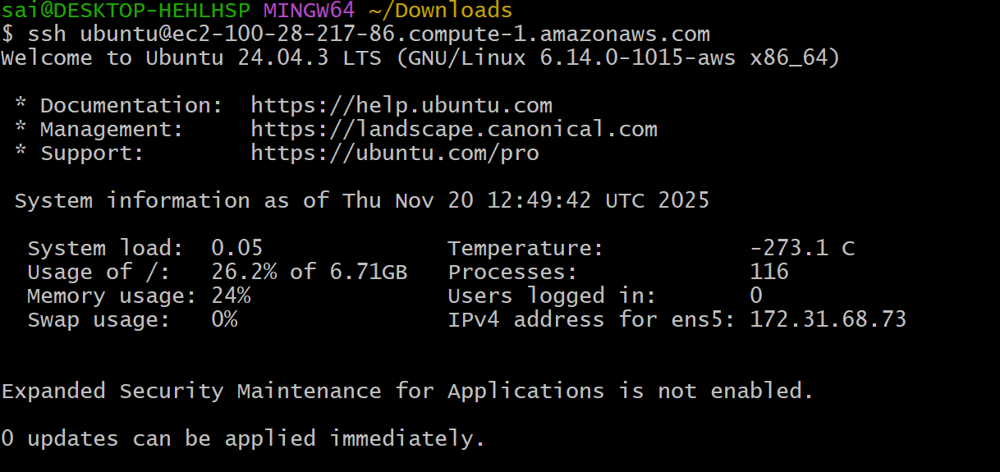 sai@DESKTOP-HEHLHSP MINGW64 ~/Downloads
$ ssh ubuntu@ec2-100-28-217-86.compute-1.amazonaws.com
Welcome to Ubuntu 24.04.3 LTS (GNU/Linux 6.14.0-1015-aws x86_64)

 * Documentation:  https://help.ubuntu.com
 * Management:     https://landscape.canonical.com
 * Support:        https://ubuntu.com/pro

 System information as of Thu Nov 20 12:49:42 UTC 2025

  System load:  0.05              Temperature:           -273.1 C
  Usage of /:   26.2% of 6.71GB   Processes:             116
  Memory usage: 24%               Users logged in:       0
  Swap usage:   0%                IPv4 address for ens5: 172.31.68.73


Expanded Security Maintenance for Applications is not enabled.

0 updates can be applied immediately.